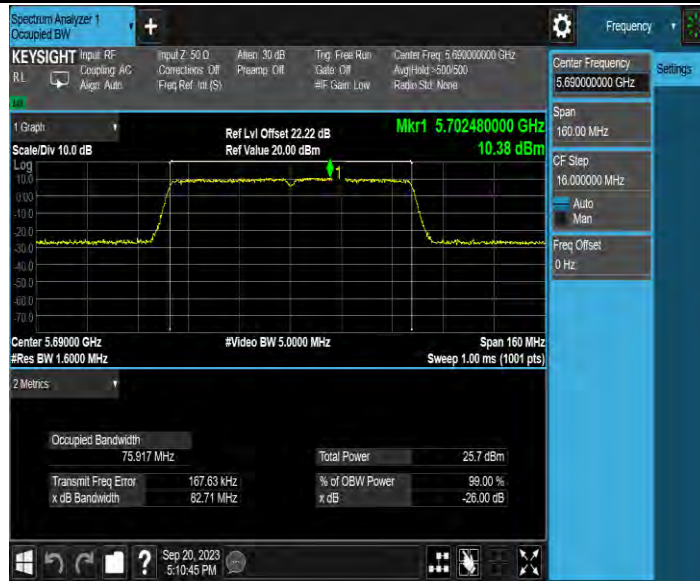 Spectrum Analyzer 1
Occupied BW
+
Frequency
KEYSIGHT
RL
Input: RF
Coupling: AC
Align: Auto
Input Z: 50 Ω
Corrections: Off
Freq Ref: Int (S)
Atten: 30 dB
Preamp: Off
Trig: Free Run
Gate: Off
#IF Gain: Low
Center Freq: 5.690000000 GHz
Avg|Hold:>500/500
Radio Std: None
1 Graph
Scale/Div 10.0 dB
Ref Lvl Offset 22.22 dB
Ref Value 20.00 dBm
Mkr1 5.702480000 GHz
10.38 dBm
Log
10.0
0.00
-10.0
-20.0
-30.0
-40.0
-50.0
-60.0
-70.0
1
Center 5.69000 GHz
#Res BW 1.6000 MHz
#Video BW 5.0000 MHz
Span 160 MHz
Sweep 1.00 ms (1001 pts)
2 Metrics
Occupied Bandwidth
75.917 MHz
Transmit Freq Error 167.63 kHz
x dB Bandwidth 82.71 MHz
Total Power 25.7 dBm
% of OBW Power 99.00 %
x dB -26.00 dB
Center Frequency
5.690000000 GHz
Settings
Span
160.00 MHz
CF Step
16.000000 MHz
Auto
Man
Freq Offset
0 Hz
?
Sep 20, 2023
5:10:45 PM